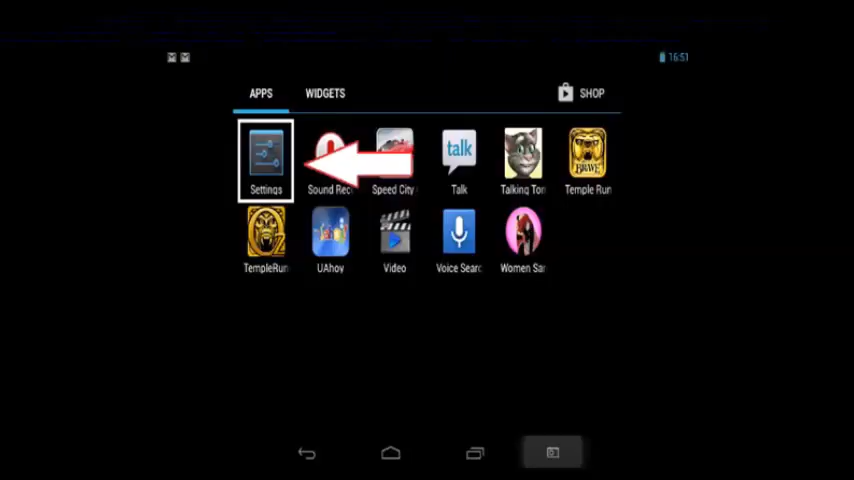 16:51
APPS WIDGETS SHOP
talk
BRAVE
Settings Sound Rec Speed City Talk Talking Tom Temple Run
OZ
TempleRun UAhoy Video Voice Searc Women Sar